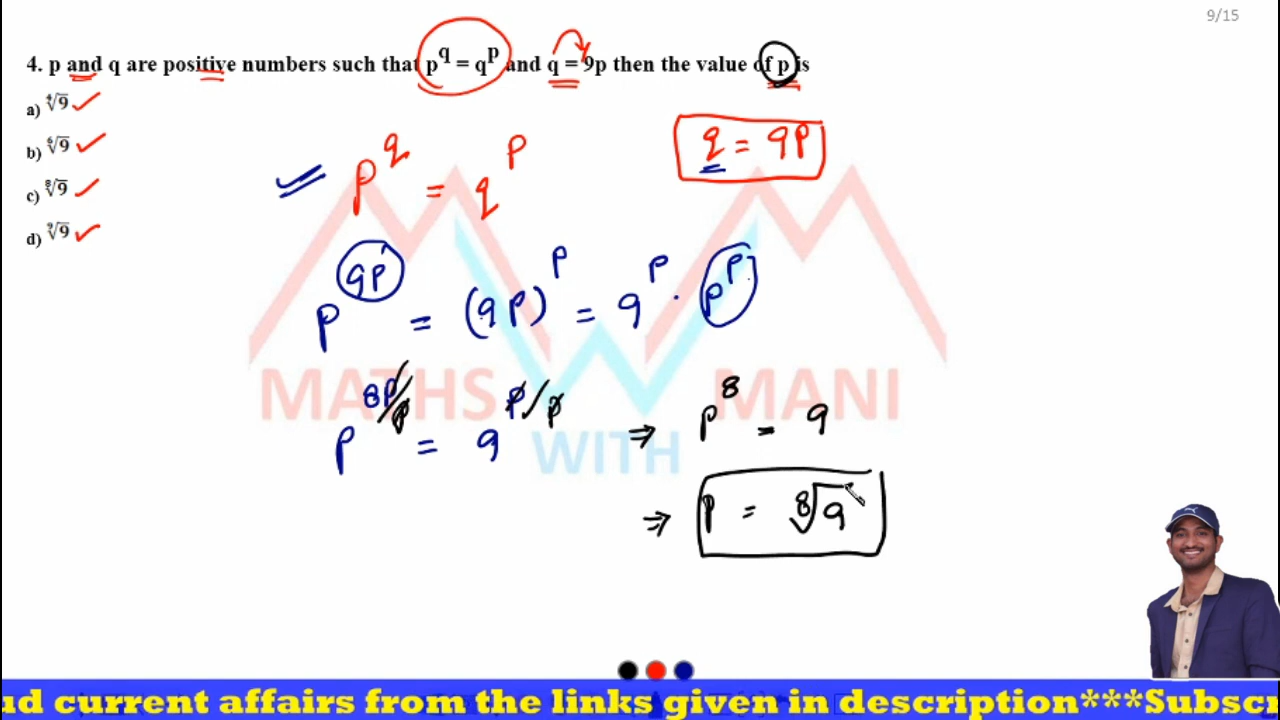 9/15
4. p and q are positive numbers such that p^q = q^p and q = 9p then the value of p is
a) ∜9
b) ⁶√9
c) ⁸√9
p^q = q^p
q = 9p
d) ⁷√9
p^9p = (9p)^p = 9^p · p^p
MATHS WITH MANI
p^8p/p = 9^p/p ⇒ p^8 = 9
⇒ p = ⁸√9
ud current affairs from the links given in description***Subscr